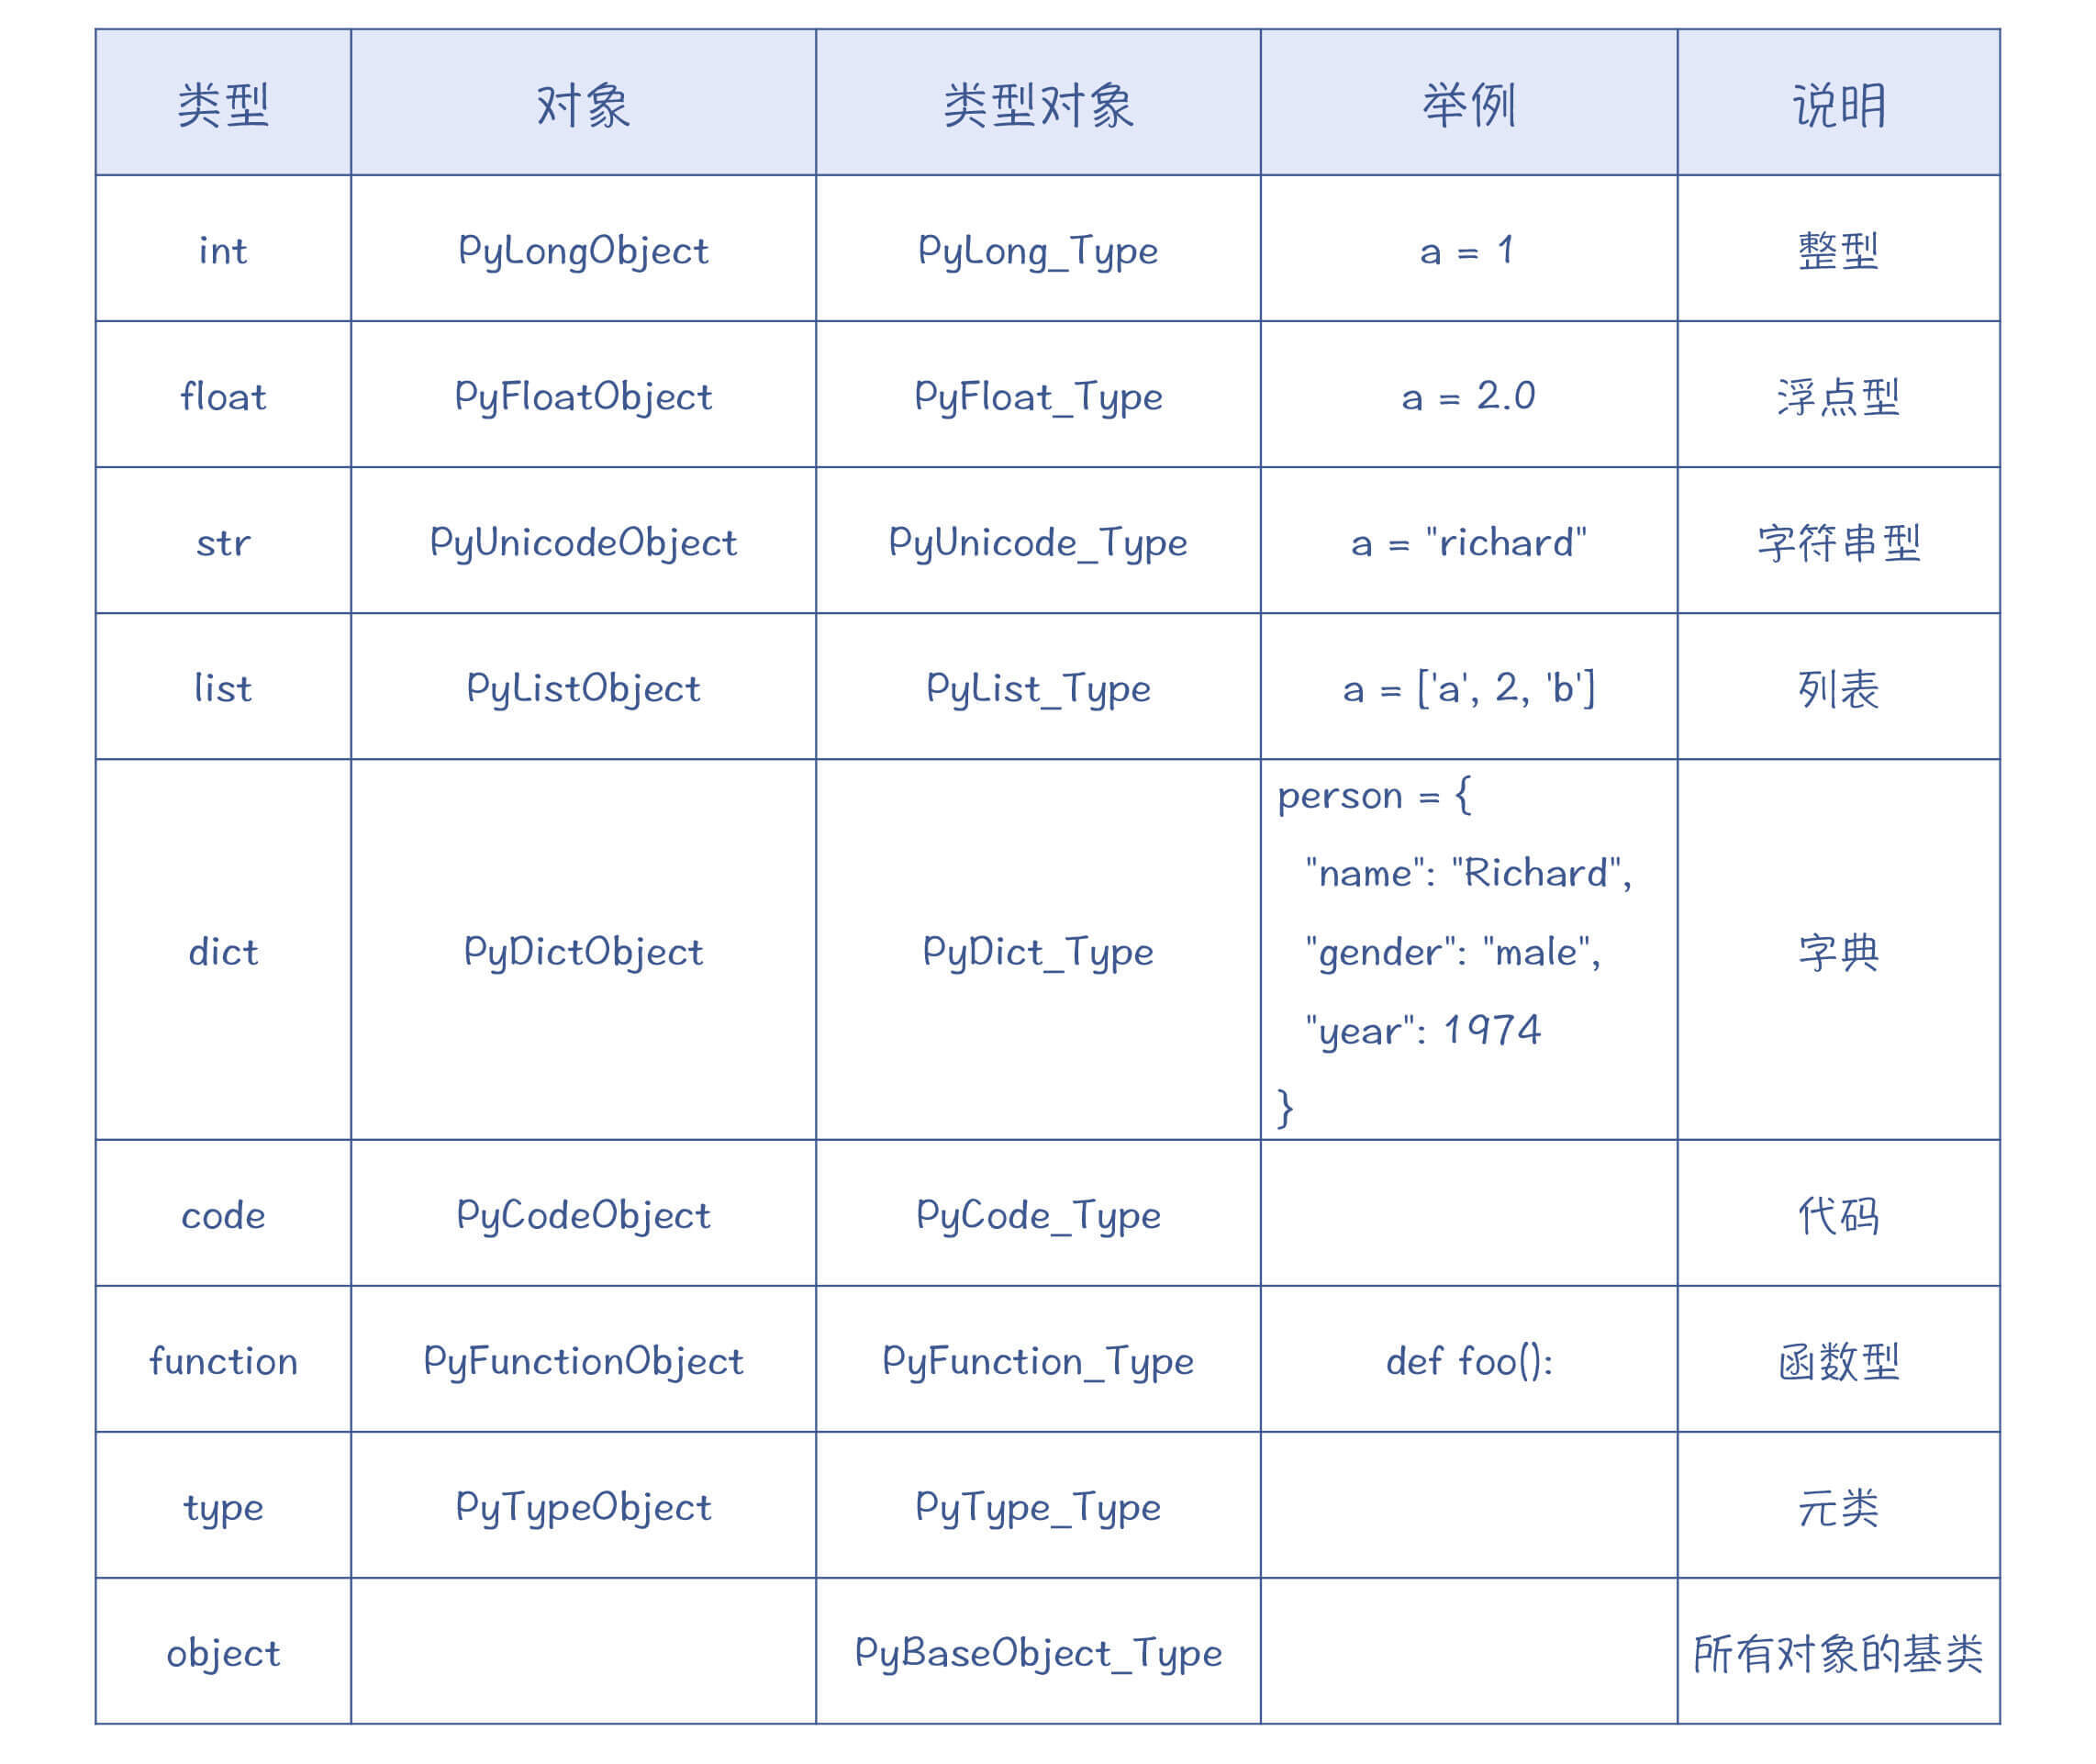 类型 对象 类型对象 举例 说明
int PyLongObject PyLong_Type a = 1 整型
float PyFloatObject PyFloat_Type a = 2.0 浮点型
str PyUnicodeObject PyUnicode_Type a = "richard" 字符串型
list PyListObject PyList_Type a = ['a', 2, 'b'] 列表
dict PyDictObject PyDict_Type
person = {
"name": "Richard",
"gender": "male",
"year": 1974
}
字典
code PyCodeObject PyCode_Type 代码
function PyFunctionObject PyFunction_Type def foo(): 函数型
type PyTypeObject PyType_Type 元类
object PyBaseObject_Type 所有对象的基类